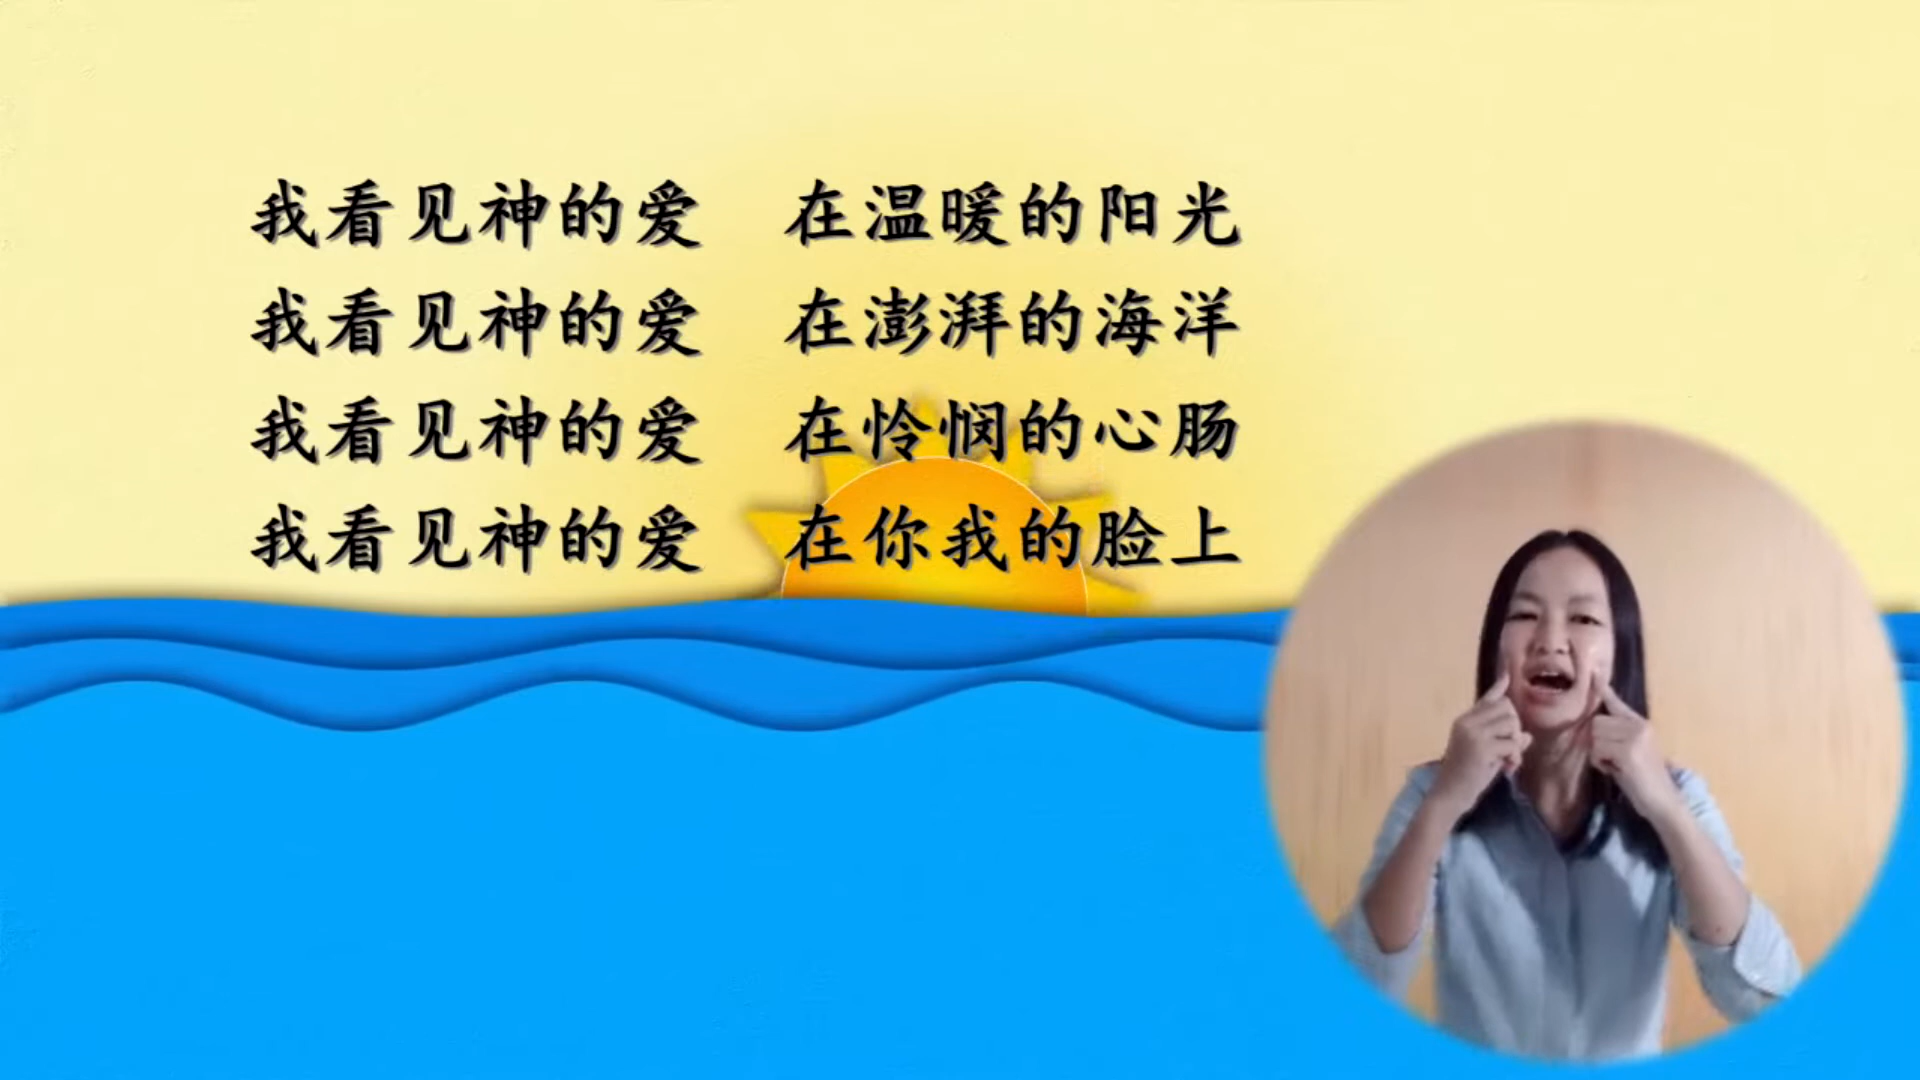 我看见神的爱　在温暖的阳光
我看见神的爱　在澎湃的海洋
我看见神的爱　在怜悯的心肠
我看见神的爱　在你我的脸上